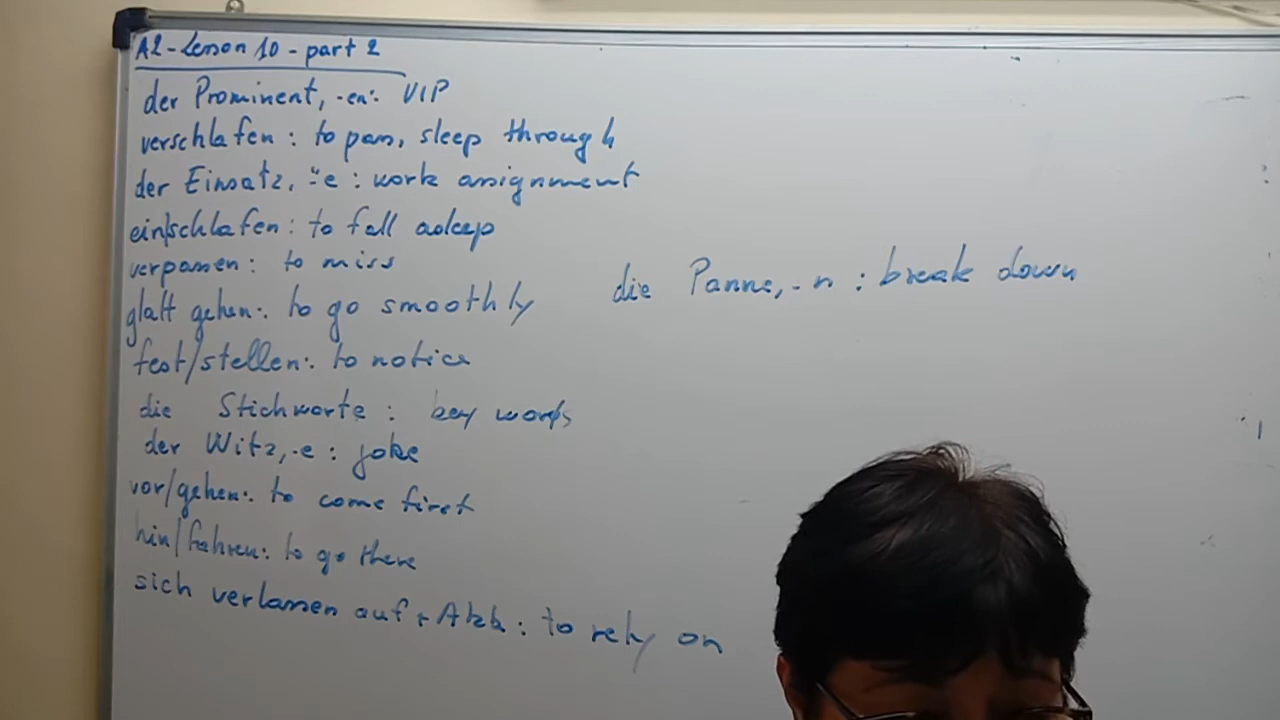 A2 - Lesson 10 - part 2
der Prominent, -en: VIP
verschlafen: to pass, sleep through
der Einsatz, ⸚e: work assignment
ein/schlafen: to fall asleep
verpassen: to miss
die Panne, -n: break down
glatt gehen: to go smoothly
fest/stellen: to notice
die Stichworte: key words
der Witz, -e: joke
vor/gehen: to come first
hin/fahren: to go there
sich verlassen auf + Akk: to rely on